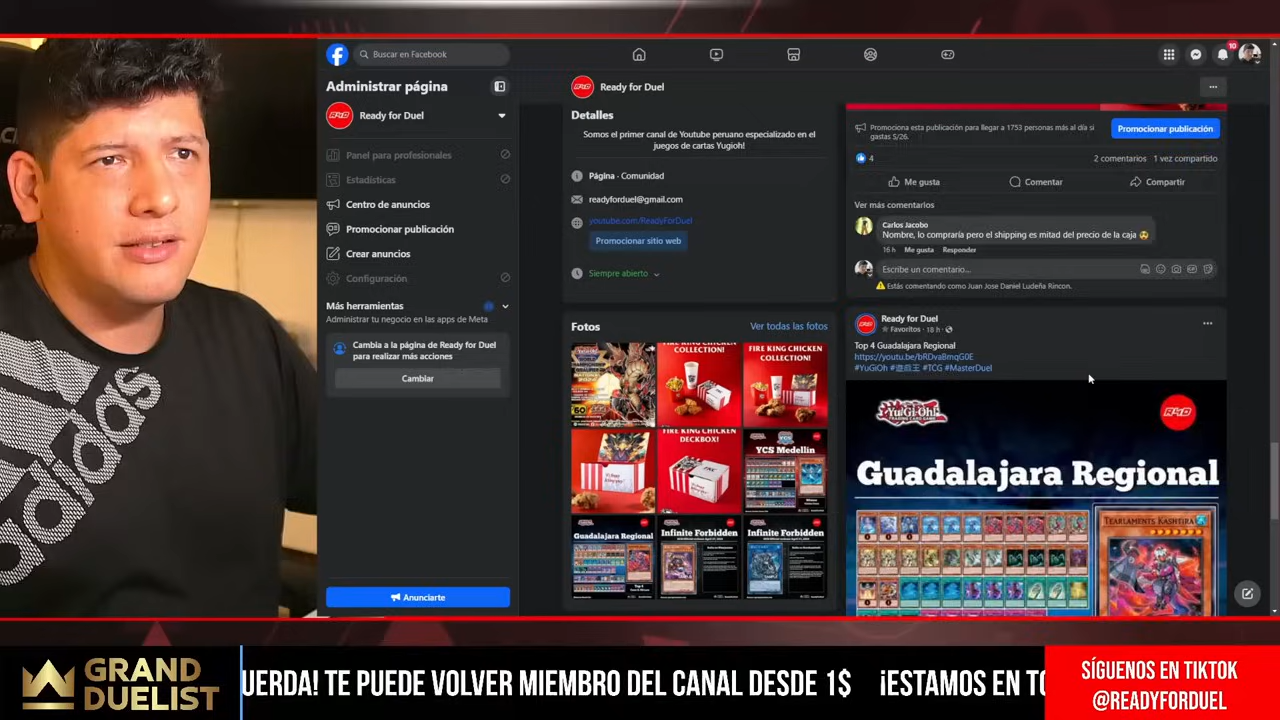 Buscar en Facebook
10
Administrar página
Ready for Duel
Panel para profesionales
Estadísticas
Centro de anuncios
Promocionar publicación
Crear anuncios
Configuración
Más herramientas
Administrar tu negocio en las apps de Meta
Cambia a la página de Ready for Duel
para realizar más acciones
Cambiar
Anunciarte
Ready for Duel
Detalles
Somos el primer canal de Youtube peruano especializado en el
juegos de cartas Yugioh!
Página · Comunidad
readyforduel@gmail.com
youtube.com/ReadyForDuel
Promocionar sitio web
Siempre abierto
Fotos
Ver todas las fotos
FIRE KING CHICKEN
COLLECTION!
FIRE KING CHICKEN
COLLECTION!
FIRE KING CHICKEN
DECKBOX!
YCS Medellín
Guadalajara Regional
Infinite Forbidden
Infinite Forbidden
Promociona esta publicación para llegar a 1753 personas más al día si
gastas S/26.
Promocionar publicación
4
2 comentarios
1 vez compartido
Me gusta
Comentar
Compartir
Ver más comentarios
Carlos Jacobo
Nombre, lo compraría pero el shipping es mitad del precio de la caja
16 h
Me gusta
Responder
Escribe un comentario...
Estás comentando como Juan Jose Daniel Ludeña Rincon.
Ready for Duel
Favoritos · 18 h ·
Top 4 Guadalajara Regional
https://youtu.be/bRDvaBmqG0E
#YuGiOh #遊戯王 #TCG #MasterDuel
Yu-Gi-Oh!
TRADING CARD GAME
R4D
Guadalajara Regional
TEARLAMENTS KASHTIRA
adidas
GRAND
DUELIST
UERDA! TE PUEDE VOLVER MIEMBRO DEL CANAL DESDE 1$
¡ESTAMOS EN TO
SÍGUENOS EN TIKTOK
@READYFORDUEL